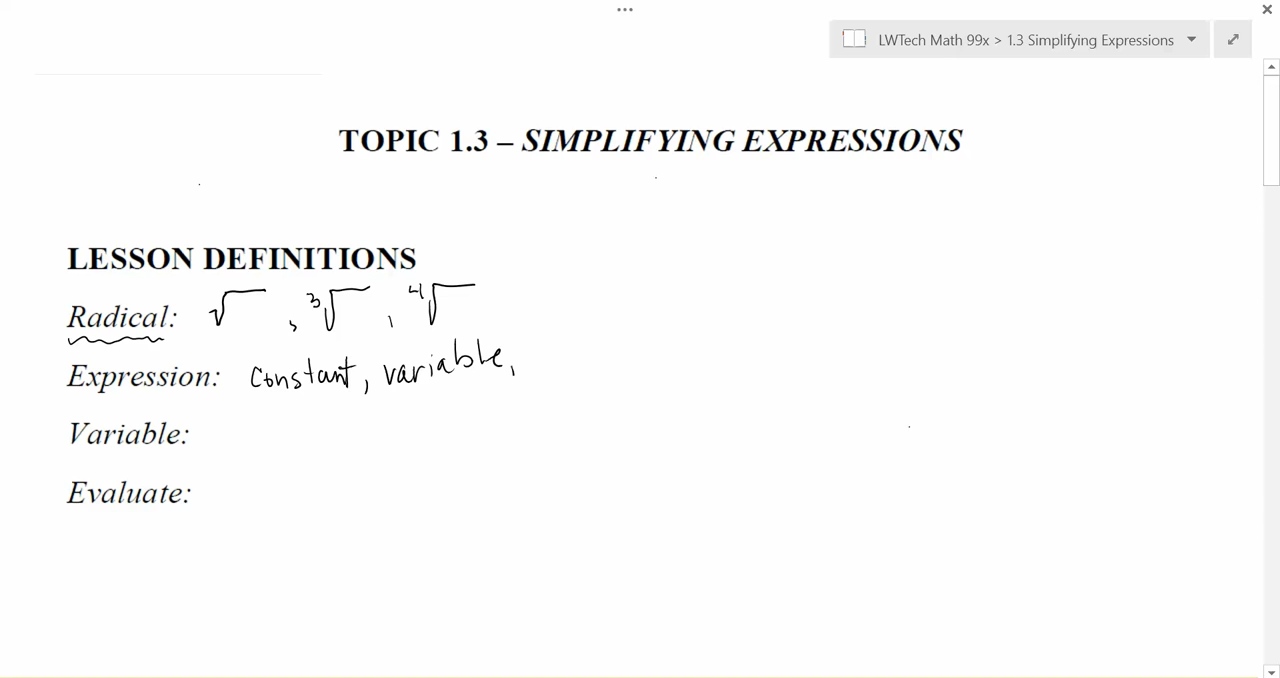 LWTech Math 99x > 1.3 Simplifying Expressions
TOPIC 1.3 – SIMPLIFYING EXPRESSIONS
LESSON DEFINITIONS
Radical: √ , ³√ , ⁴√
Expression: constant, variable,
Variable:
Evaluate: